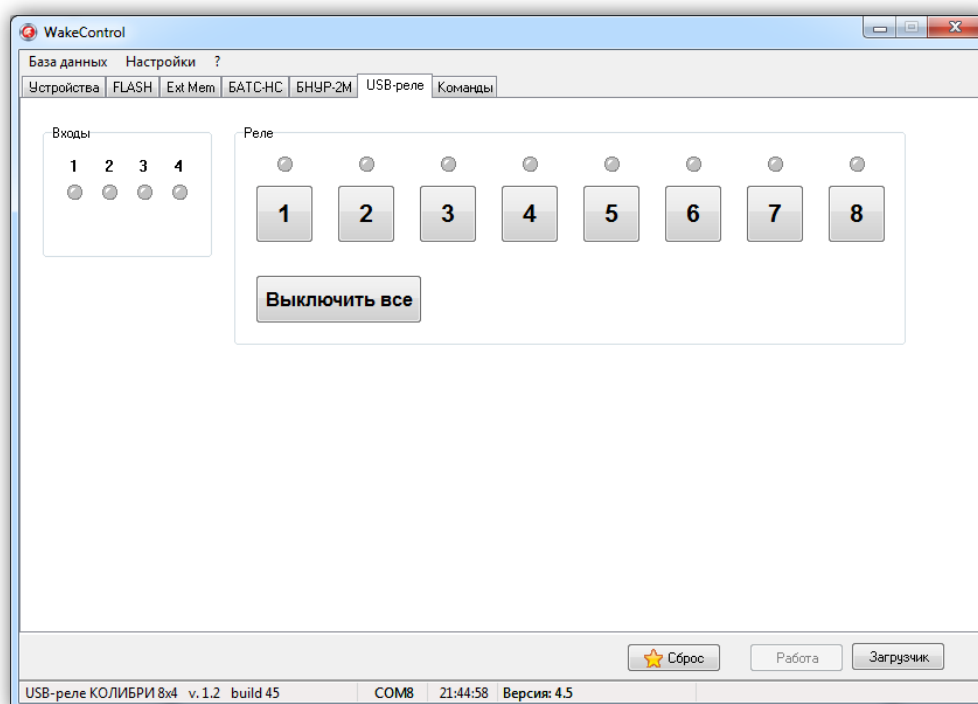 WakeControl
База данных Настройки ?
Устройства FLASH Ext Mem БАТС-НС БНУР-2М USB-реле Команды
Входы
1 2 3 4
Реле
1 2 3 4 5 6 7 8
Выключить все
Сброс Работа Загрузчик
USB-реле КОЛИБРИ 8x4 v. 1.2 build 45 COM8 21:44:58 Версия: 4.5